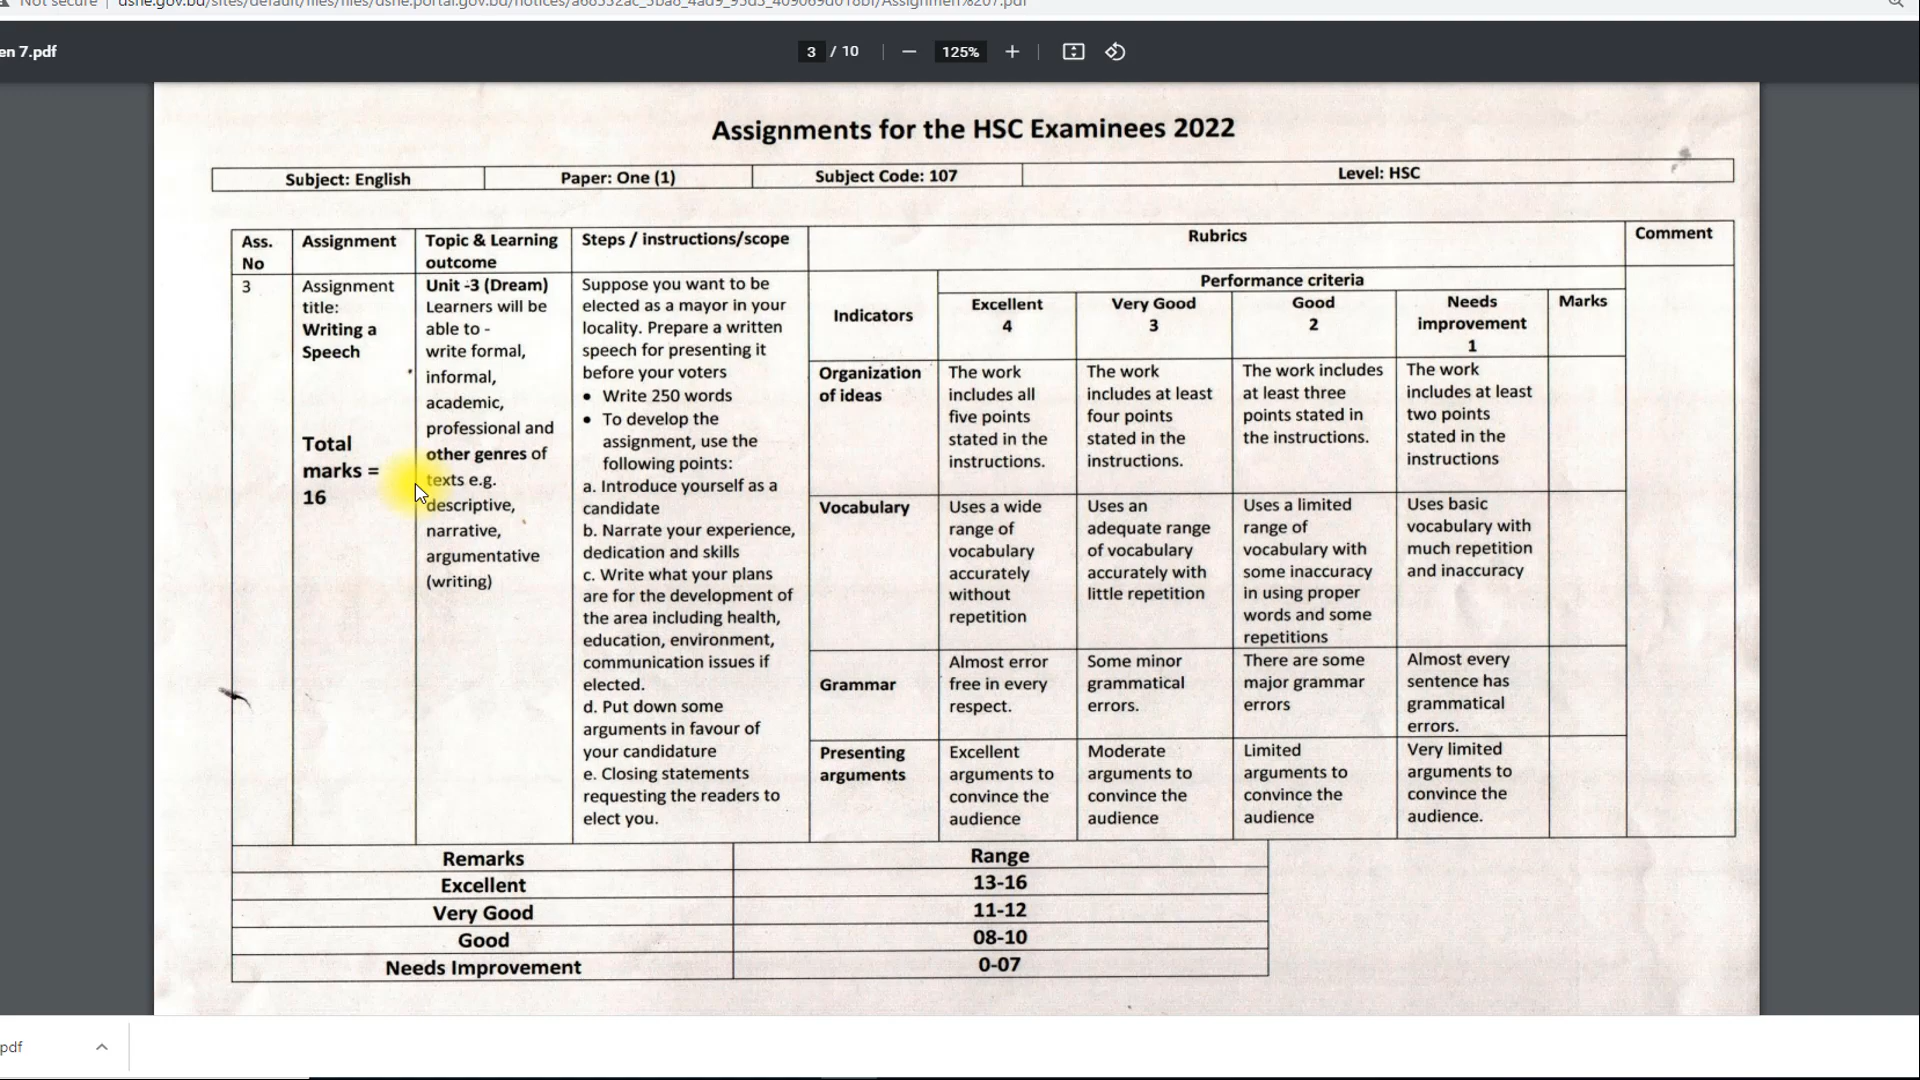 Not secure
en 7.pdf
3 / 10
125%
Assignments for the HSC Examinees 2022
Subject: English
Paper: One (1)
Subject Code: 107
Level: HSC
Ass.
No
Assignment
Topic & Learning
outcome
Steps / instructions/scope
Rubrics
Comment
3
Assignment
title:
Writing a
Speech
Total
marks =
16
Unit -3 (Dream)
Learners will be
able to -
write formal,
informal,
academic,
professional and
other genres of
texts e.g.
descriptive,
narrative,
argumentative
(writing)
Suppose you want to be
elected as a mayor in your
locality. Prepare a written
speech for presenting it
before your voters
• Write 250 words
• To develop the
assignment, use the
following points:
a. Introduce yourself as a
candidate
b. Narrate your experience,
dedication and skills
c. Write what your plans
are for the development of
the area including health,
education, environment,
communication issues if
elected.
d. Put down some
arguments in favour of
your candidature
e. Closing statements
requesting the readers to
elect you.
Indicators
Performance criteria
Excellent
4
Very Good
3
Good
2
Needs
improvement
1
Marks
Organization
of ideas
The work
includes all
five points
stated in the
instructions.
The work
includes at least
four points
stated in the
instructions.
The work includes
at least three
points stated in
the instructions.
The work
includes at least
two points
stated in the
instructions
Vocabulary
Uses a wide
range of
vocabulary
accurately
without
repetition
Uses an
adequate range
of vocabulary
accurately with
little repetition
Uses a limited
range of
vocabulary with
some inaccuracy
in using proper
words and some
repetitions
Uses basic
vocabulary with
much repetition
and inaccuracy
Grammar
Almost error
free in every
respect.
Some minor
grammatical
errors.
There are some
major grammar
errors
Almost every
sentence has
grammatical
errors.
Presenting
arguments
Excellent
arguments to
convince the
audience
Moderate
arguments to
convince the
audience
Limited
arguments to
convince the
audience
Very limited
arguments to
convince the
audience.
Remarks
Range
Excellent
13-16
Very Good
11-12
Good
08-10
Needs Improvement
0-07
pdf